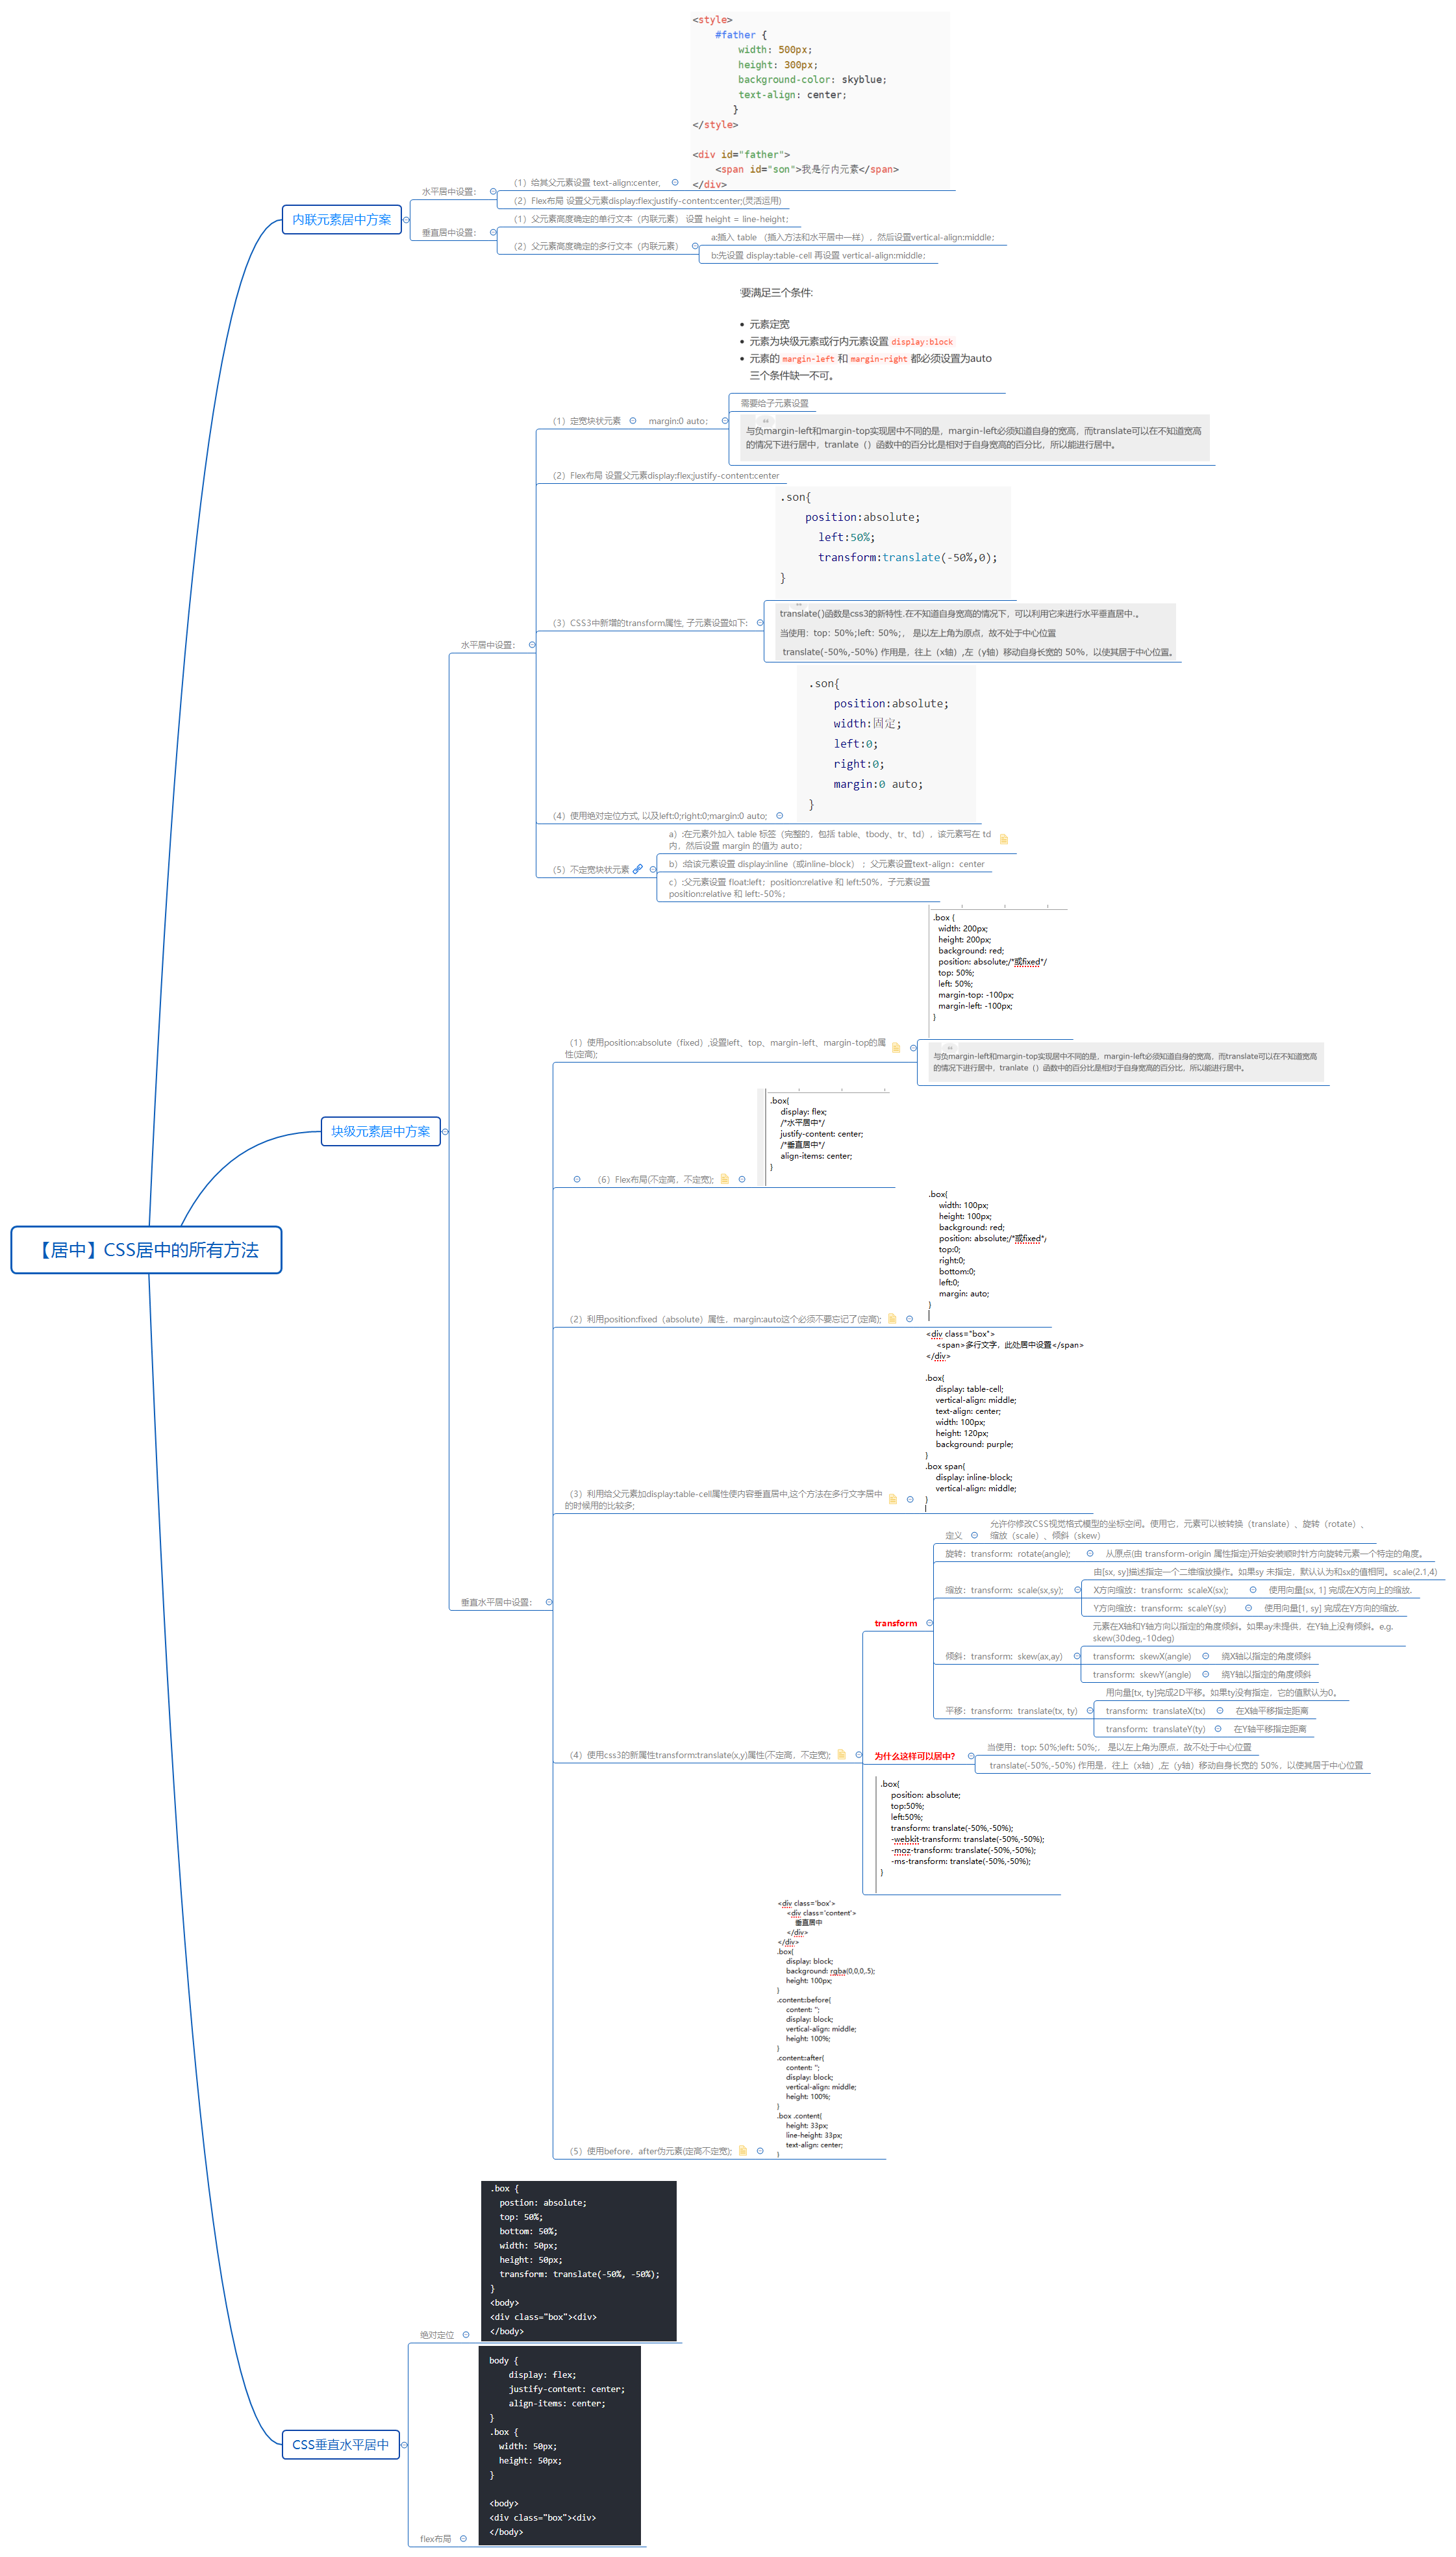 <style>
#father {
width: 500px;
height: 300px;
background-color: skyblue;
text-align: center;
}
</style>
<div id="father">
<span id="son">我是行内元素</span>
</div>
内联元素居中方案
水平居中设置：
（1）给其父元素设置 text-align:center,
（2）Flex布局 设置父元素display:flex;justify-content:center;(灵活运用)
垂直居中设置：
（1）父元素高度确定的单行文本（内联元素） 设置 height = line-height；
（2）父元素高度确定的多行文本（内联元素）
a:插入 table （插入方法和水平居中一样），然后设置vertical-align:middle；
b:先设置 display:table-cell 再设置 vertical-align:middle；
要满足三个条件:
• 元素定宽
• 元素为块级元素或行内元素设置 display:block
• 元素的 margin-left 和 margin-right 都必须设置为auto
三个条件缺一不可。
需要给子元素设置
（1）定宽块状元素
margin:0 auto；
与负margin-left和margin-top实现居中不同的是，margin-left必须知道自身的宽高，而translate可以在不知道宽高
的情况下进行居中，tranlate（）函数中的百分比是相对于自身宽高的百分比，所以能进行居中。
（2）Flex布局 设置父元素display:flex;justify-content:center
.son{
position:absolute;
left:50%;
transform:translate(-50%,0);
}
水平居中设置：
（3）CSS3中新增的transform属性, 子元素设置如下:
translate()函数是css3的新特性.在不知道自身宽高的情况下，可以利用它来进行水平垂直居中.。
当使用：top：50%;left：50%;， 是以左上角为原点，故不处于中心位置
translate(-50%,-50%) 作用是，往上（x轴）,左（y轴）移动自身长宽的 50%，以使其居于中心位置。
.son{
position:absolute;
width:固定;
left:0;
right:0;
margin:0 auto;
}
（4）使用绝对定位方式, 以及left:0;right:0;margin:0 auto;
（5）不定宽块状元素
a）:在元素外加入 table 标签（完整的，包括 table、tbody、tr、td），该元素写在 td
内，然后设置 margin 的值为 auto；
b）:给该元素设置 display:inline（或inline-block） ；父元素设置text-align：center
c）:父元素设置 float:left；position:relative 和 left:50%，子元素设置
position:relative 和 left:-50%；
.box {
width: 200px;
height: 200px;
background: red;
position: absolute;/*或fixed*/
top: 50%;
left: 50%;
margin-top: -100px;
margin-left: -100px;
}
（1）使用position:absolute（fixed）,设置left、top、margin-left、margin-top的属
性(定高);
与负margin-left和margin-top实现居中不同的是，margin-left必须知道自身的宽高，而translate可以在不知道宽高
的情况下进行居中，tranlate（）函数中的百分比是相对于自身宽高的百分比，所以能进行居中。
块级元素居中方案
.box{
display: flex;
/*水平居中*/
justify-content: center;
/*垂直居中*/
align-items: center;
}
（6）Flex布局(不定高，不定宽);
【居中】CSS居中的所有方法
.box{
width: 100px;
height: 100px;
background: red;
position: absolute;/*或fixed*/
top:0;
right:0;
bottom:0;
left:0;
margin: auto;
}
（2）利用position:fixed（absolute）属性，margin:auto这个必须不要忘记了(定高);
<div class="box">
<span>多行文字，此处居中设置</span>
</div>
.box{
display: table-cell;
vertical-align: middle;
text-align: center;
width: 100px;
height: 120px;
background: purple;
}
.box span{
display: inline-block;
vertical-align: middle;
}
（3）利用给父元素加display:table-cell属性使内容垂直居中,这个方法在多行文字居中
的时候用的比较多;
垂直水平居中设置：
定义
允许你修改CSS视觉格式模型的坐标空间。使用它，元素可以被转换（translate）、旋转（rotate）、
缩放（scale）、倾斜（skew）
旋转：transform: rotate(angle);
从原点(由 transform-origin 属性指定)开始安装顺时针方向旋转元素一个特定的角度。
缩放：transform: scale(sx,sy);
由[sx, sy]描述指定一个二维缩放操作。如果sy 未指定，默认认为和sx的值相同。scale(2.1,4)
X方向缩放：transform: scaleX(sx);
使用向量[sx, 1] 完成在X方向上的缩放.
Y方向缩放：transform: scaleY(sy)
使用向量[1, sy] 完成在Y方向的缩放.
transform
倾斜：transform: skew(ax,ay)
元素在X轴和Y轴方向以指定的角度倾斜。如果ay未提供，在Y轴上没有倾斜。e.g.
skew(30deg,-10deg)
transform: skewX(angle)
绕X轴以指定的角度倾斜
transform: skewY(angle)
绕Y轴以指定的角度倾斜
平移：transform: translate(tx, ty)
用向量[tx, ty]完成2D平移。如果ty没有指定，它的值默认为0。
transform: translateX(tx)
在X轴平移指定距离
transform: translateY(ty)
在Y轴平移指定距离
（4）使用css3的新属性transform:translate(x,y)属性(不定高，不定宽);
为什么这样可以居中?
当使用：top: 50%;left: 50%;， 是以左上角为原点，故不处于中心位置
translate(-50%,-50%) 作用是，往上（x轴）,左（y轴）移动自身长宽的 50%，以使其居于中心位置
.box{
position: absolute;
top:50%;
left:50%;
transform: translate(-50%,-50%);
-webkit-transform: translate(-50%,-50%);
-moz-transform: translate(-50%,-50%);
-ms-transform: translate(-50%,-50%);
}
<div class='box'>
<div class='content'>
垂直居中
</div>
</div>
.box{
display: block;
background: rgba(0,0,0,.5);
height: 100px;
}
.content::before{
content: '';
display: block;
vertical-align: middle;
height: 100%;
}
.content::after{
content: '';
display: block;
vertical-align: middle;
height: 100%;
}
.box .content{
height: 33px;
line-height: 33px;
text-align: center;
}
（5）使用before，after伪元素(定高不定宽);
.box {
postion: absolute;
top: 50%;
bottom: 50%;
width: 50px;
height: 50px;
transform: translate(-50%, -50%);
}
<body>
<div class="box"><div>
</body>
绝对定位
body {
display: flex;
justify-content: center;
align-items: center;
}
.box {
width: 50px;
height: 50px;
}
<body>
<div class="box"><div>
</body>
CSS垂直水平居中
flex布局